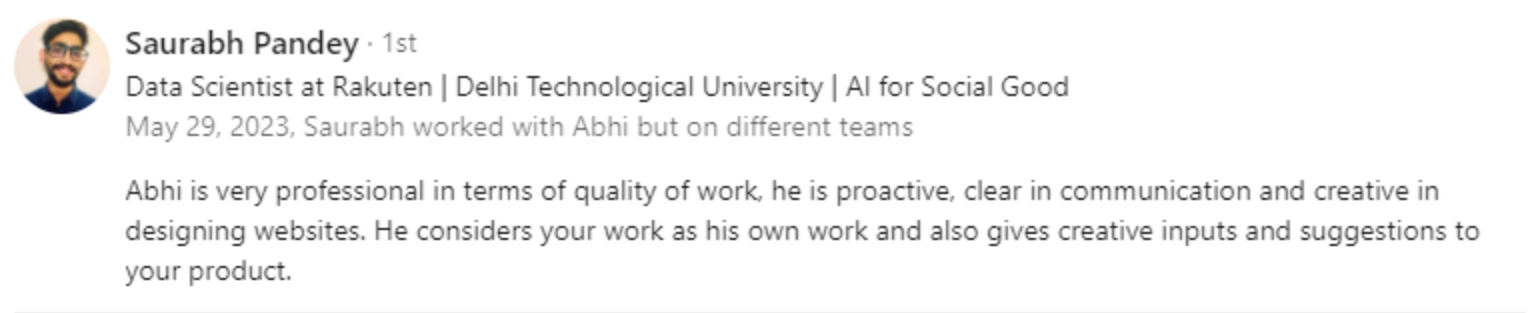 Saurabh Pandey · 1st
Data Scientist at Rakuten | Delhi Technological University | AI for Social Good
May 29, 2023, Saurabh worked with Abhi but on different teams
Abhi is very professional in terms of quality of work, he is proactive, clear in communication and creative in
designing websites. He considers your work as his own work and also gives creative inputs and suggestions to
your product.